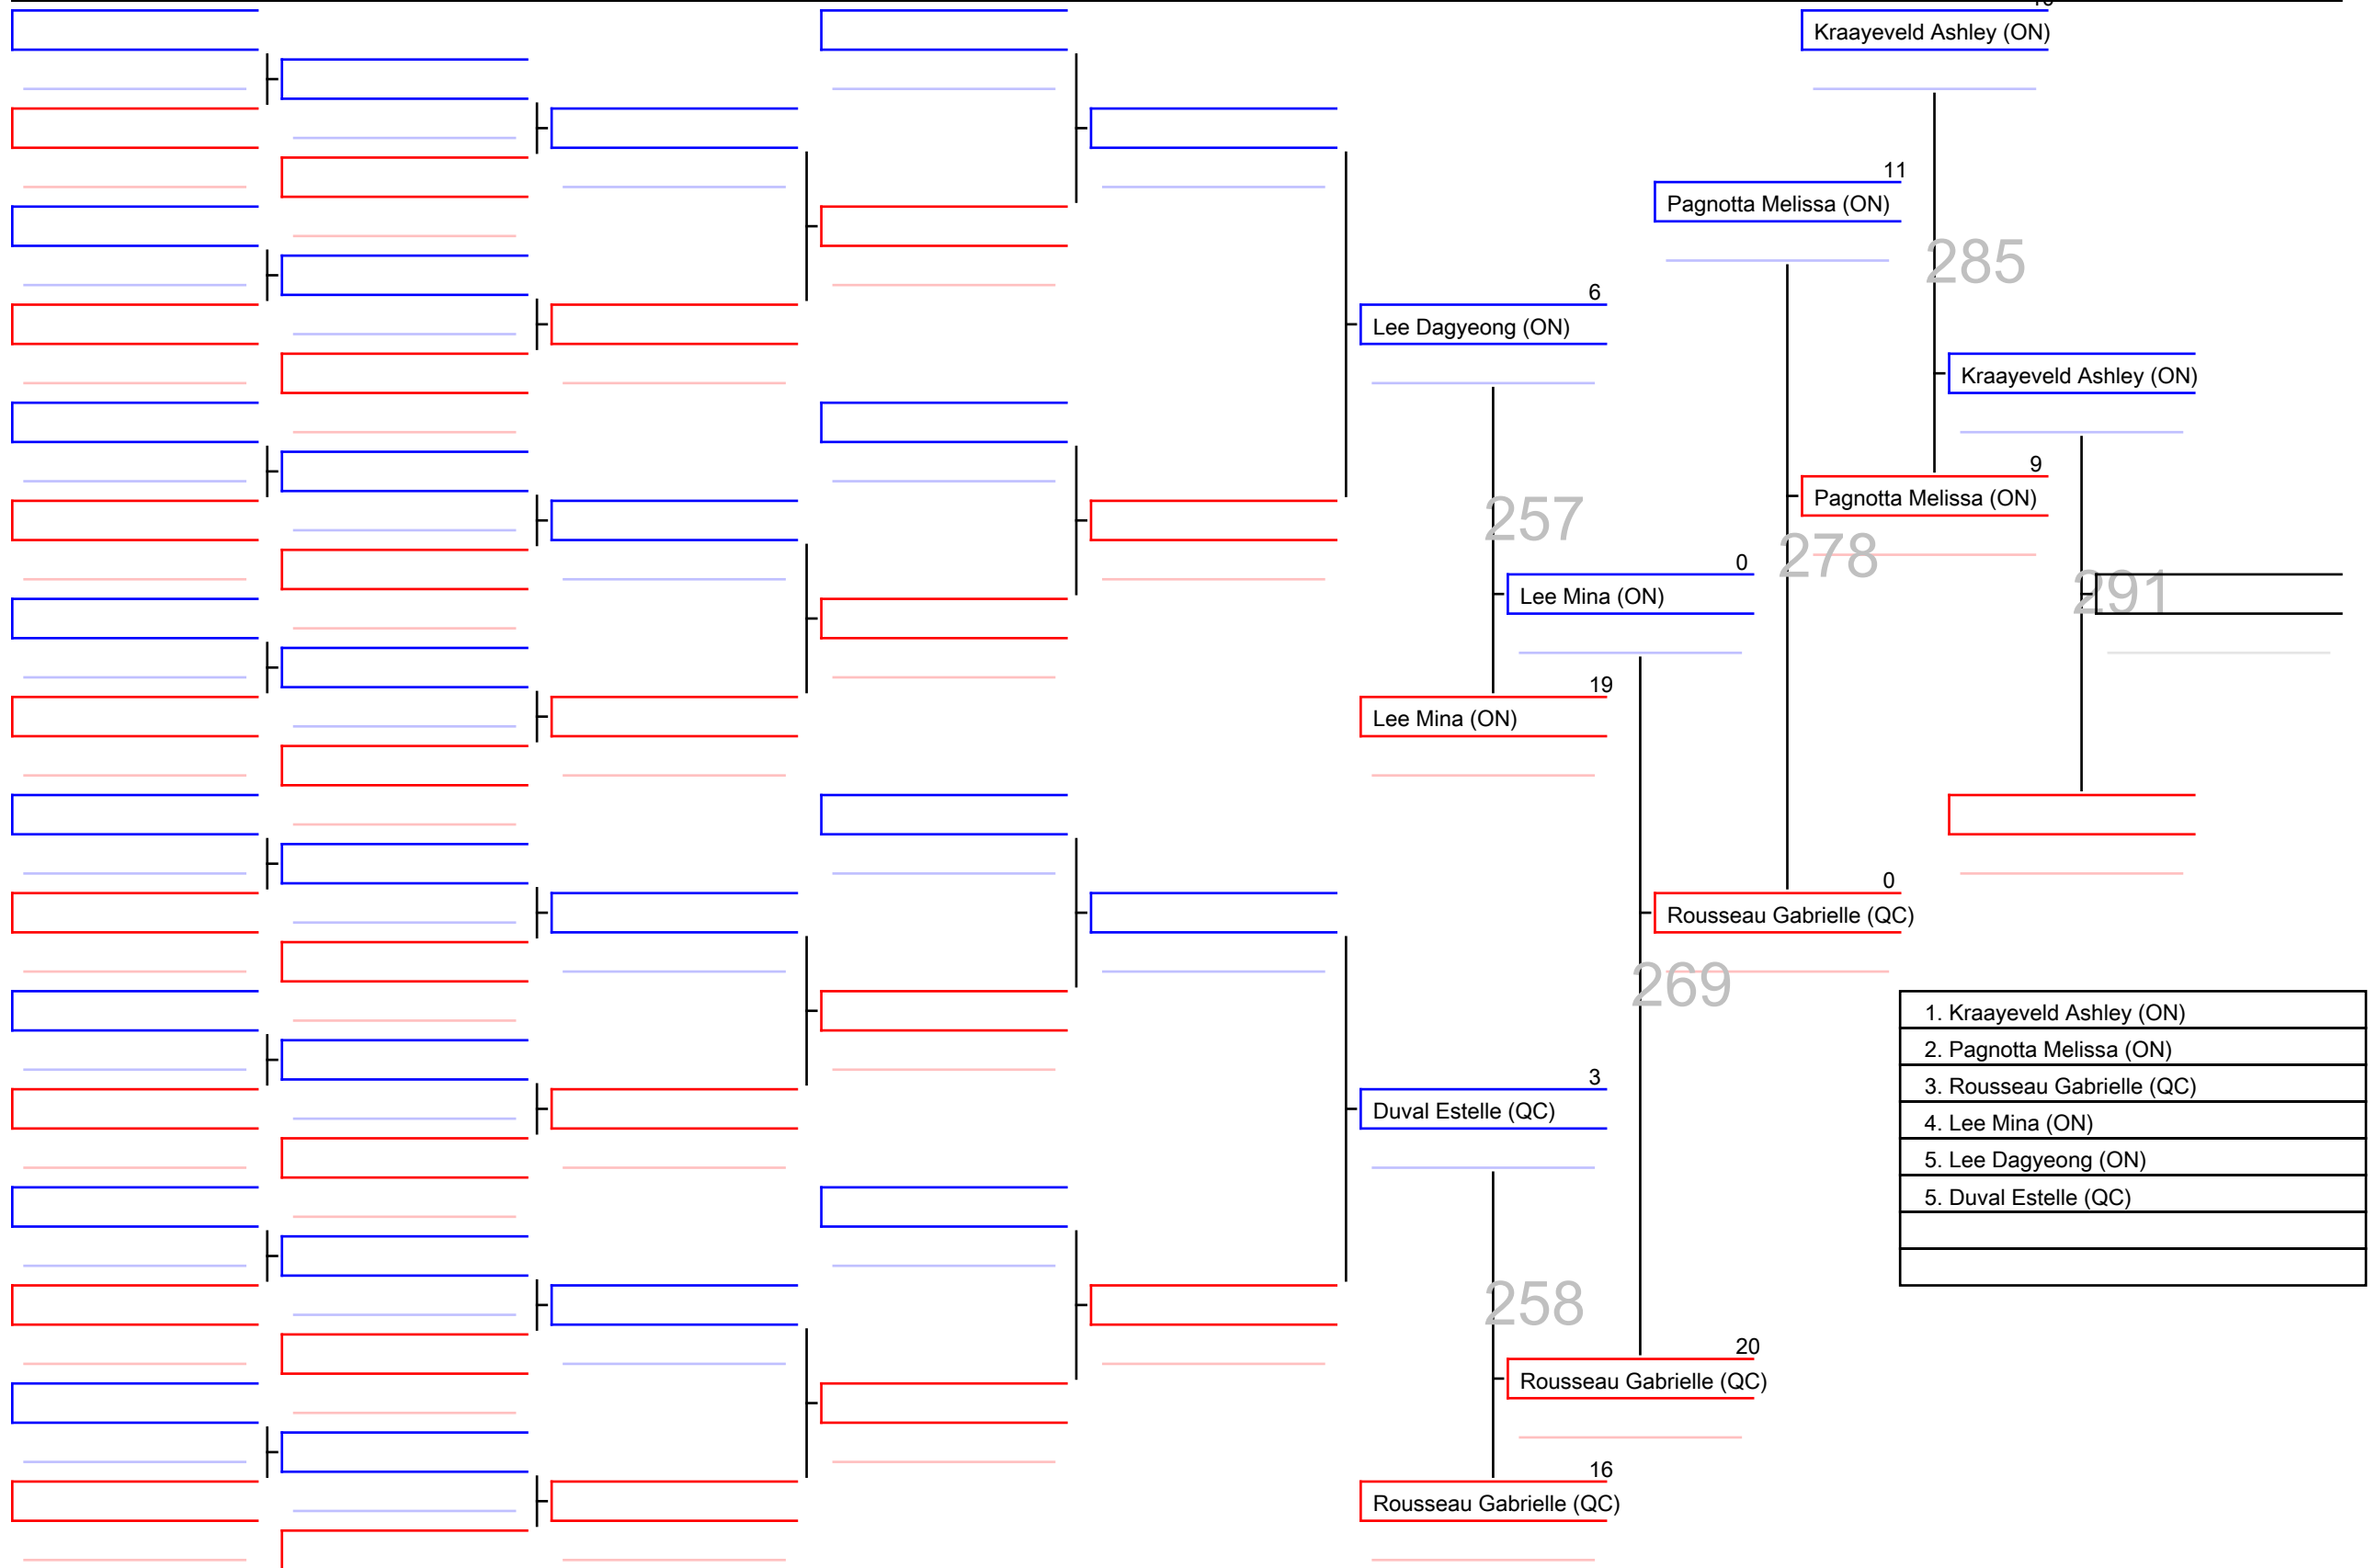 Kraayeveld Ashley (ON)
11
Pagnotta Melissa (ON)
285
6
Lee Dagyeong (ON)
Kraayeveld Ashley (ON)
9
Pagnotta Melissa (ON)
257
278
0
Lee Mina (ON)
291
19
Lee Mina (ON)
0
Rousseau Gabrielle (QC)
269
1. Kraayeveld Ashley (ON)
2. Pagnotta Melissa (ON)
3. Rousseau Gabrielle (QC)
4. Lee Mina (ON)
5. Lee Dagyeong (ON)
5. Duval Estelle (QC)
3
Duval Estelle (QC)
258
20
Rousseau Gabrielle (QC)
16
Rousseau Gabrielle (QC)